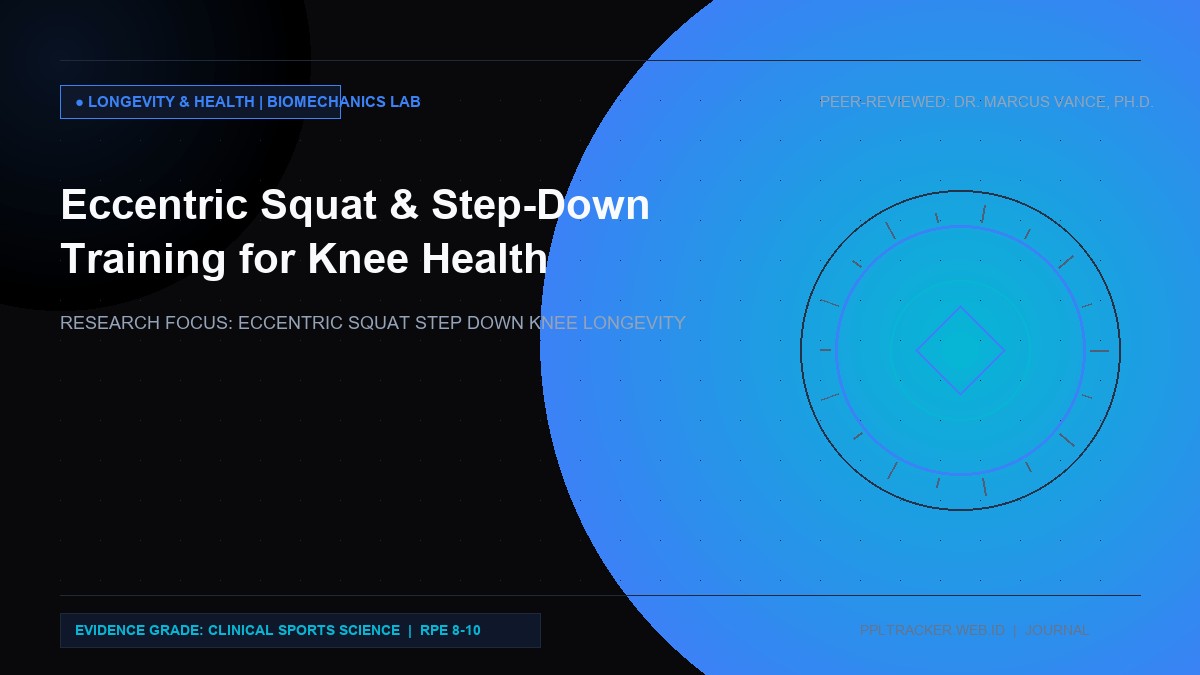 ● LONGEVITY & HEALTH | BIOMECHANICS LAB
PEER-REVIEWED: DR. MARCUS VANCE, PH.D.
Eccentric Squat & Step-Down
Training for Knee Health
RESEARCH FOCUS: ECCENTRIC SQUAT STEP DOWN KNEE LONGEVITY
EVIDENCE GRADE: CLINICAL SPORTS SCIENCE | RPE 8-10
PPLTRACKER.WEB.ID | JOURNAL